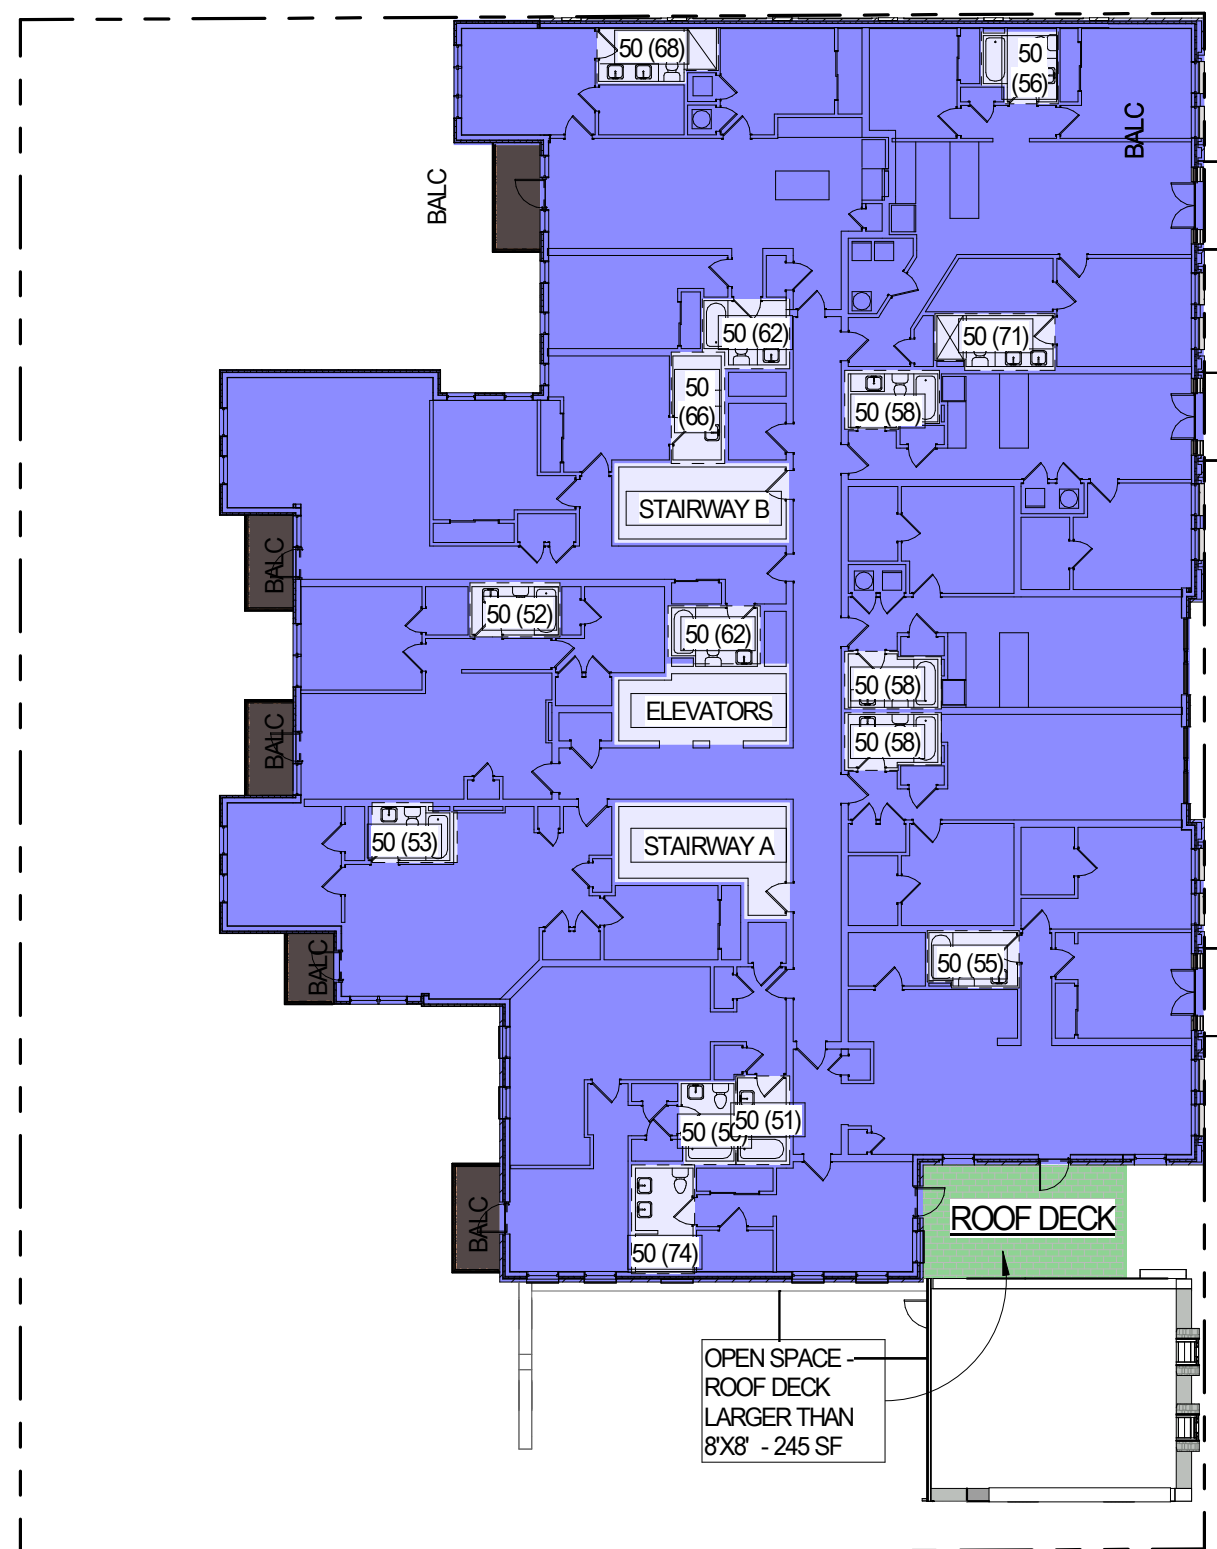 50 (68)
50
(56)
BALC
BALC
50 (62)
50 (71)
50
(66)
50 (58)
STAIRWAY B
BALC
50 (52)
50 (62)
50 (58)
ELEVATORS
BALC
50 (58)
50 (53)
STAIRWAY A
BALC
50 (55)
50 (51)
BALC
ROOF DECK
50 (74)
OPEN SPACE -
ROOF DECK
LARGER THAN
8'X8' - 245 SF